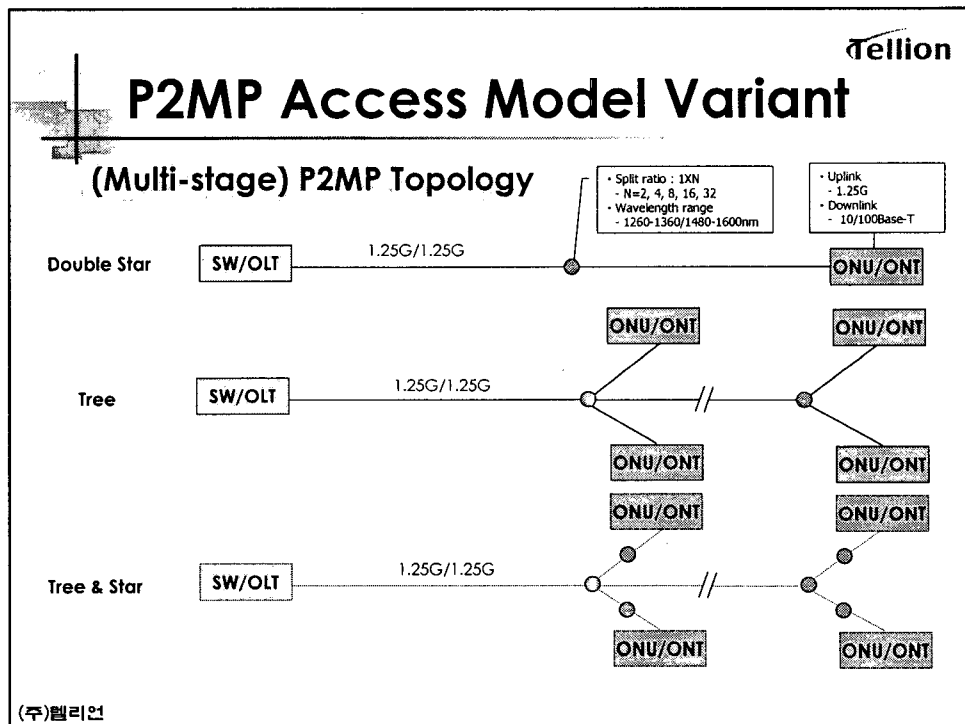 Tellion
P2MP Access Model Variant
(Multi-stage) P2MP Topology
• Split ratio : 1XN
- N=2, 4, 8, 16, 32
• Wavelength range
- 1260-1360/1480-1600nm
• Uplink
- 1.25G
• Downlink
- 10/100Base-T
Double Star
SW/OLT
1.25G/1.25G
ONU/ONT
ONU/ONT
ONU/ONT
Tree
SW/OLT
1.25G/1.25G
ONU/ONT
ONU/ONT
ONU/ONT
ONU/ONT
Tree & Star
SW/OLT
1.25G/1.25G
ONU/ONT
ONU/ONT
(주)텔리언